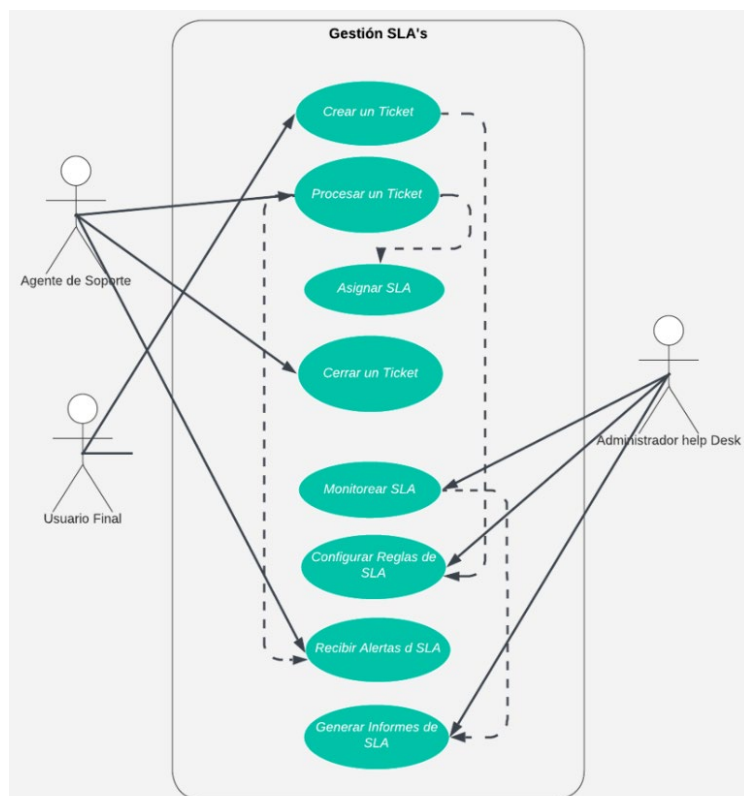 Gestión SLA's
Crear un Ticket
Procesar un Ticket
Agente de Soporte
Asignar SLA
Cerrar un Ticket
Administrador help Desk
Usuario Final
Monitorear SLA
Configurar Reglas de
SLA
Recibir Alertas d SLA
Generar Informes de
SLA